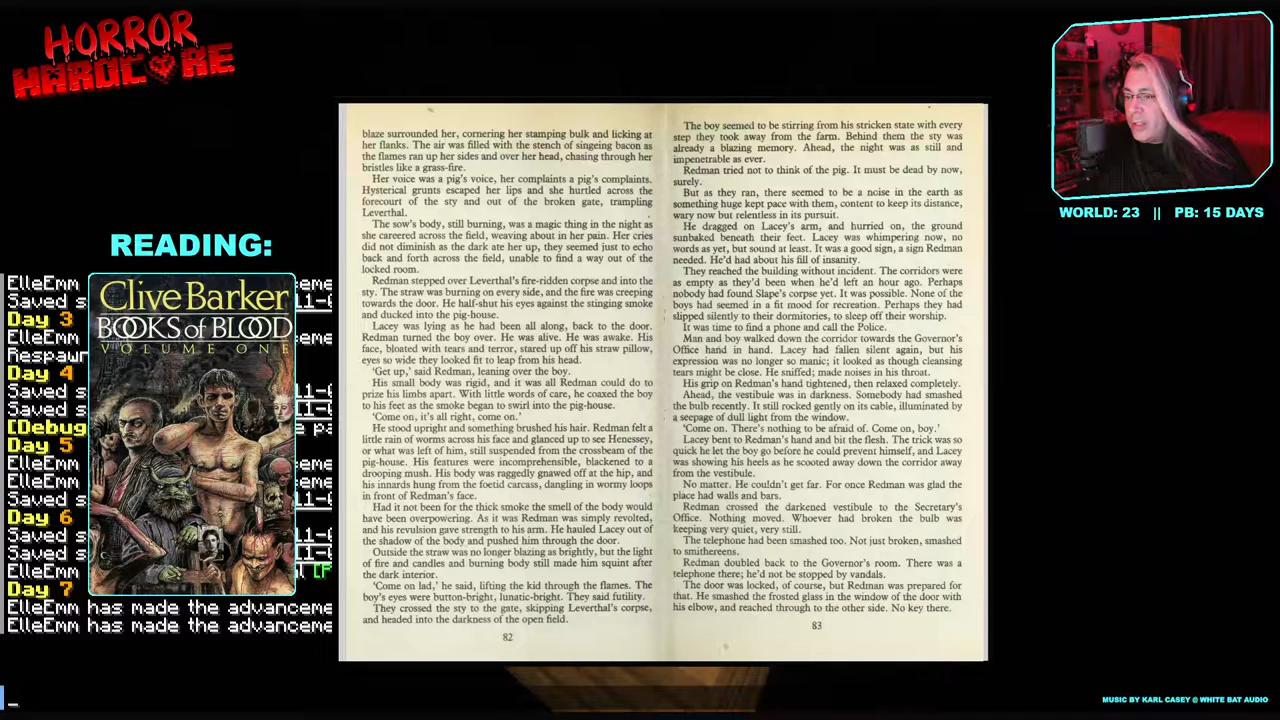 HORROR
HARDCORE
READING:
Clive Barker
BOOKS of BLOOD
VOLUME ONE
ElleEmm
Saved s
Day 3
ElleEmm
Respawn
Day 4
Saved s
Saved s
[Debug
Day 5
ElleEmm
ElleEmm
Saved s
Day 6
Saved s
Saved s
ElleEmm
Day 7
ElleEmm has made the advanceme
ElleEmm has made the advanceme
blaze surrounded her, cornering her stamping bulk and licking at
her flanks. The air was filled with the stench of singeing bacon as
the flames ran up her sides and over her head, chasing through her
bristles like a grass-fire.
Her voice was a pig's voice, her complaints a pig's complaints.
Hysterical grunts escaped her lips and she hurtled across the
forecourt of the sty and out of the broken gate, trampling
Leverthal.
The sow's body, still burning, was a magic thing in the night as
she careered across the field, weaving about in her pain. Her cries
did not diminish as the dark ate her up, they seemed just to echo
back and forth across the field, unable to find a way out of the
locked room.
Redman stepped over Leverthal's fire-ridden corpse and into the
sty. The straw was burning on every side, and the fire was creeping
towards the door. He half-shut his eyes against the stinging smoke
and ducked into the pig-house.
Lacey was lying as he had been all along, back to the door.
Redman turned the boy over. He was alive. He was awake. His
face, bloated with tears and terror, stared up off his straw pillow,
eyes so wide they looked fit to leap from his head.
'Get up,' said Redman, leaning over the boy.
His small body was rigid, and it was all Redman could do to
prize his limbs apart. With little words of care, he coaxed the boy
to his feet as the smoke began to swirl into the pig-house.
'Come on, it's all right, come on.'
He stood upright and something brushed his hair. Redman felt a
little rain of worms across his face and glanced up to see Henessey,
or what was left of him, still suspended from the crossbeam of the
pig-house. His features were incomprehensible, blackened to a
drooping mush. His body was raggedly gnawed off at the hip, and
his innards hung from the foetid carcass, dangling in wormy loops
in front of Redman's face.
Had it not been for the thick smoke the smell of the body would
have been overpowering. As it was Redman was simply revolted,
and his revulsion gave strength to his arm. He hauled Lacey out of
the shadow of the body and pushed him through the door.
Outside the straw was no longer blazing as brightly, but the light
of fire and candles and burning body still made him squint after
the dark interior.
'Come on lad,' he said, lifting the kid through the flames. The
boy's eyes were button-bright, lunatic-bright. They said futility.
They crossed the sty to the gate, skipping Leverthal's corpse,
and headed into the darkness of the open field.
82
The boy seemed to be stirring from his stricken state with every
step they took away from the farm. Behind them the sty was
already a blazing memory. Ahead, the night was as still and
impenetrable as ever.
Redman tried not to think of the pig. It must be dead by now,
surely.
But as they ran, there seemed to be a noise in the earth as
something huge kept pace with them, content to keep its distance,
wary now but relentless in its pursuit.
He dragged on Lacey's arm, and hurried on, the ground
sunbaked beneath their feet. Lacey was whimpering now, no
words as yet, but sound at least. It was a good sign, a sign Redman
needed. He'd had about his fill of insanity.
They reached the building without incident. The corridors were
as empty as they'd been when he'd left an hour ago. Perhaps
nobody had found Slape's corpse yet. It was possible. None of the
boys had seemed in a fit mood for recreation. Perhaps they had
slipped silently to their dormitories, to sleep off their worship.
It was time to find a phone and call the Police.
Man and boy walked down the corridor towards the Governor's
Office hand in hand. Lacey had fallen silent again, but his
expression was no longer so manic; it looked as though cleansing
tears might be close. He sniffed; made noises in his throat.
His grip on Redman's hand tightened, then relaxed completely.
Ahead, the vestibule was in darkness. Somebody had smashed
the bulb recently. It still rocked gently on its cable, illuminated by
a seepage of dull light from the window.
'Come on. There's nothing to be afraid of. Come on, boy.'
Lacey bent to Redman's hand and bit the flesh. The trick was so
quick he let the boy go before he could prevent himself, and Lacey
was showing his heels as he scooted away down the corridor away
from the vestibule.
No matter. He couldn't get far. For once Redman was glad the
place had walls and bars.
Redman crossed the darkened vestibule to the Secretary's
Office. Nothing moved. Whoever had broken the bulb was
keeping very quiet, very still.
The telephone had been smashed too. Not just broken, smashed
to smithereens.
Redman doubled back to the Governor's room. There was a
telephone there; he'd not be stopped by vandals.
The door was locked, of course, but Redman was prepared for
that. He smashed the frosted glass in the window of the door with
his elbow, and reached through to the other side. No key there.
83
WORLD: 23 || PB: 15 DAYS
MUSIC BY KARL CASEY @ WHITE BAT AUDIO